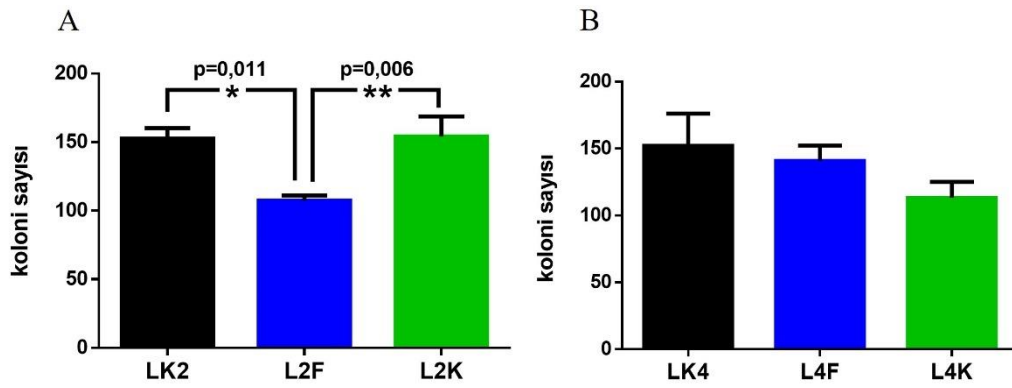 A
p=0,011
p=0,006
*
**
200
150
100
50
0
koloni sayısı
LK2
L2F
L2K
B
200
150
100
50
0
koloni sayısı
LK4
L4F
L4K